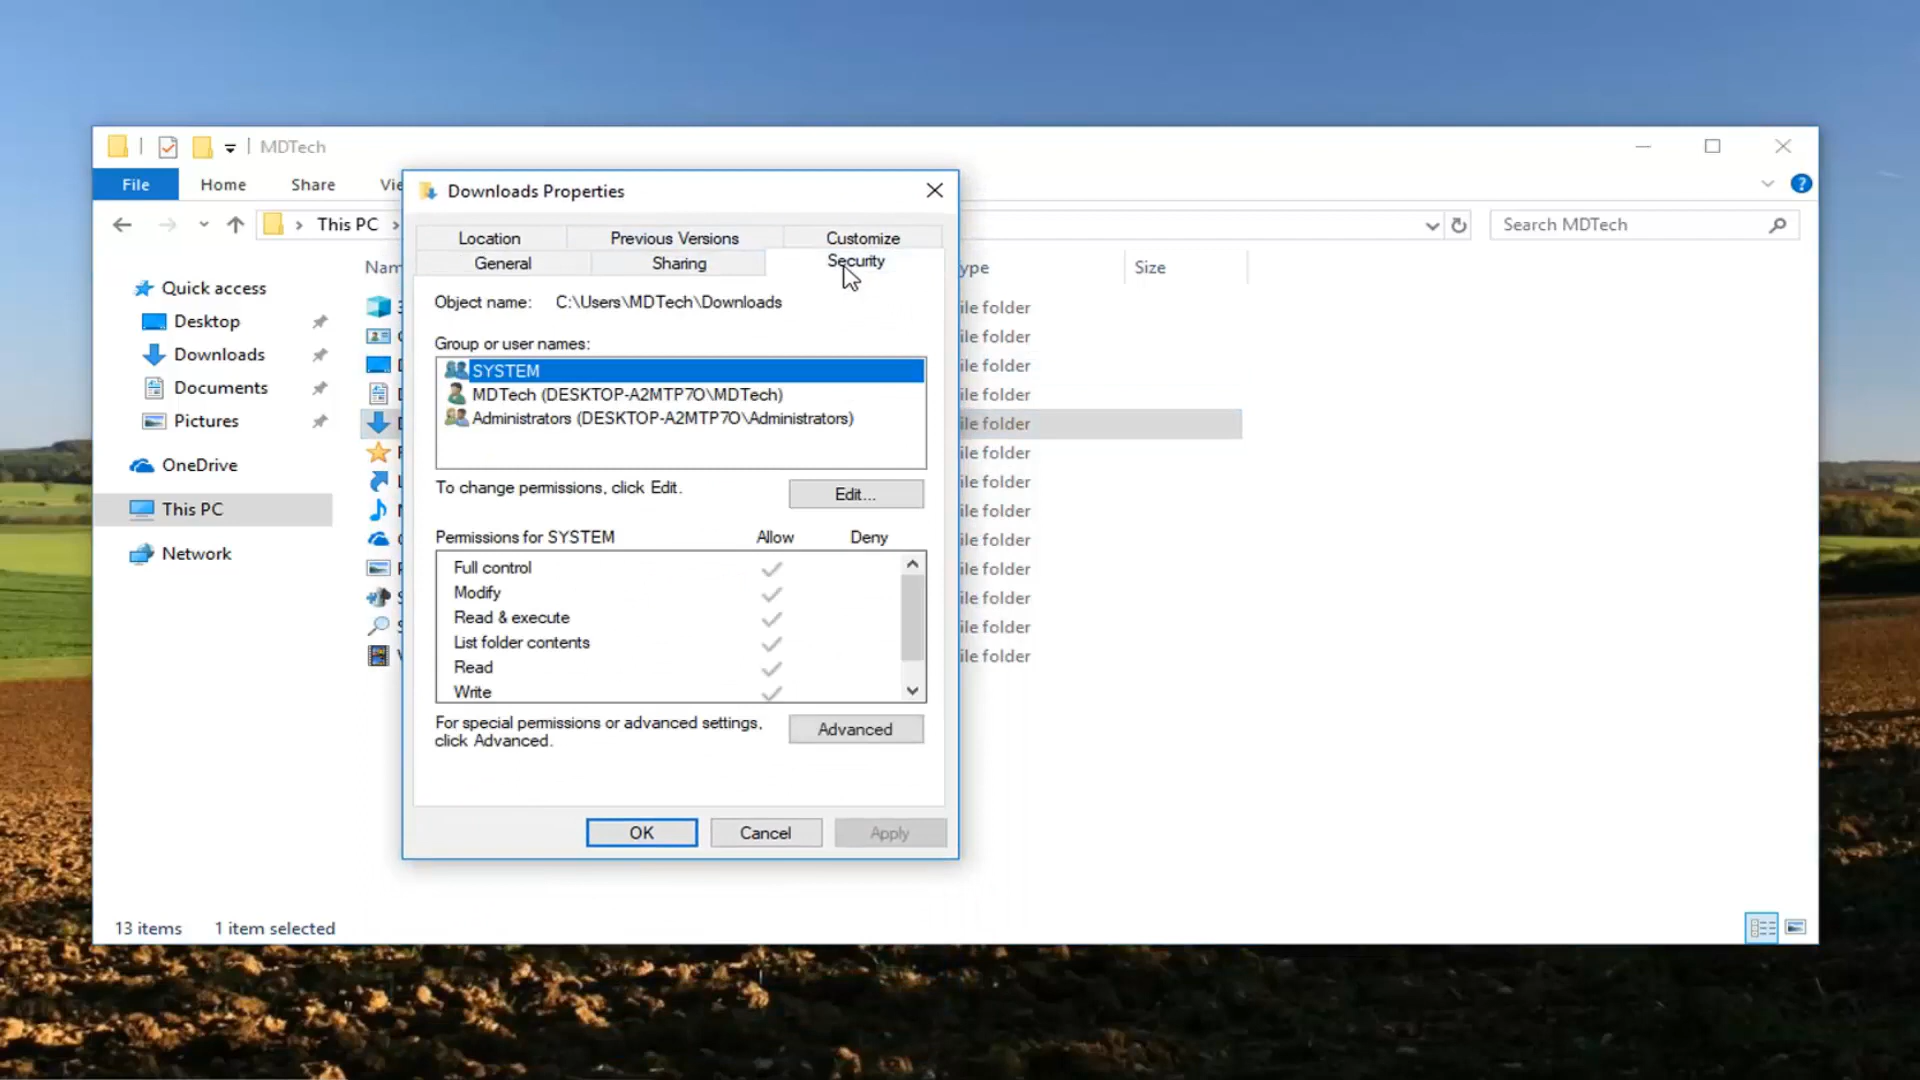 MDTech
File Home Share Vie
This PC
Search MDTech
Quick access
Desktop
Downloads
Documents
Pictures
OneDrive
This PC
Network
Nam
ype
Size
ile folder
ile folder
ile folder
ile folder
ile folder
ile folder
ile folder
ile folder
ile folder
ile folder
ile folder
ile folder
ile folder
Downloads Properties
Location Previous Versions Customize
General Sharing Security
Object name: C:\Users\MDTech\Downloads
Group or user names:
SYSTEM
MDTech (DESKTOP-A2MTP7O\MDTech)
Administrators (DESKTOP-A2MTP7O\Administrators)
To change permissions, click Edit.
Edit...
Permissions for SYSTEM Allow Deny
Full control
Modify
Read & execute
List folder contents
Read
Write
For special permissions or advanced settings,
click Advanced.
Advanced
OK Cancel Apply
13 items 1 item selected